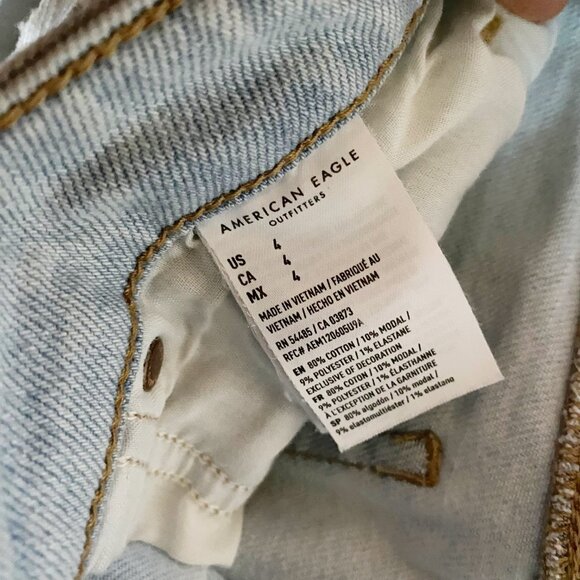 AMERICAN EAGLE
OUTFITTERS
US 4
CA 4
MX 4
MADE IN VIETNAM / FABRIQUÉ AU
VIETNAM / HECHO EN VIETNAM
RN 54485 / CA 03873
RFC# AEM120605U9A
EN 80% COTTON / 10% MODAL /
9% POLYESTER / 1% ELASTANE
EXCLUSIVE OF DECORATION
FR 80% COTON / 10% MODAL /
9% POLYESTER / 1% ÉLASTHANNE
À L'EXCEPTION DE LA GARNITURE
SP 80% algodón / 10% modal /
9% elastomultiéster / 1% elastano